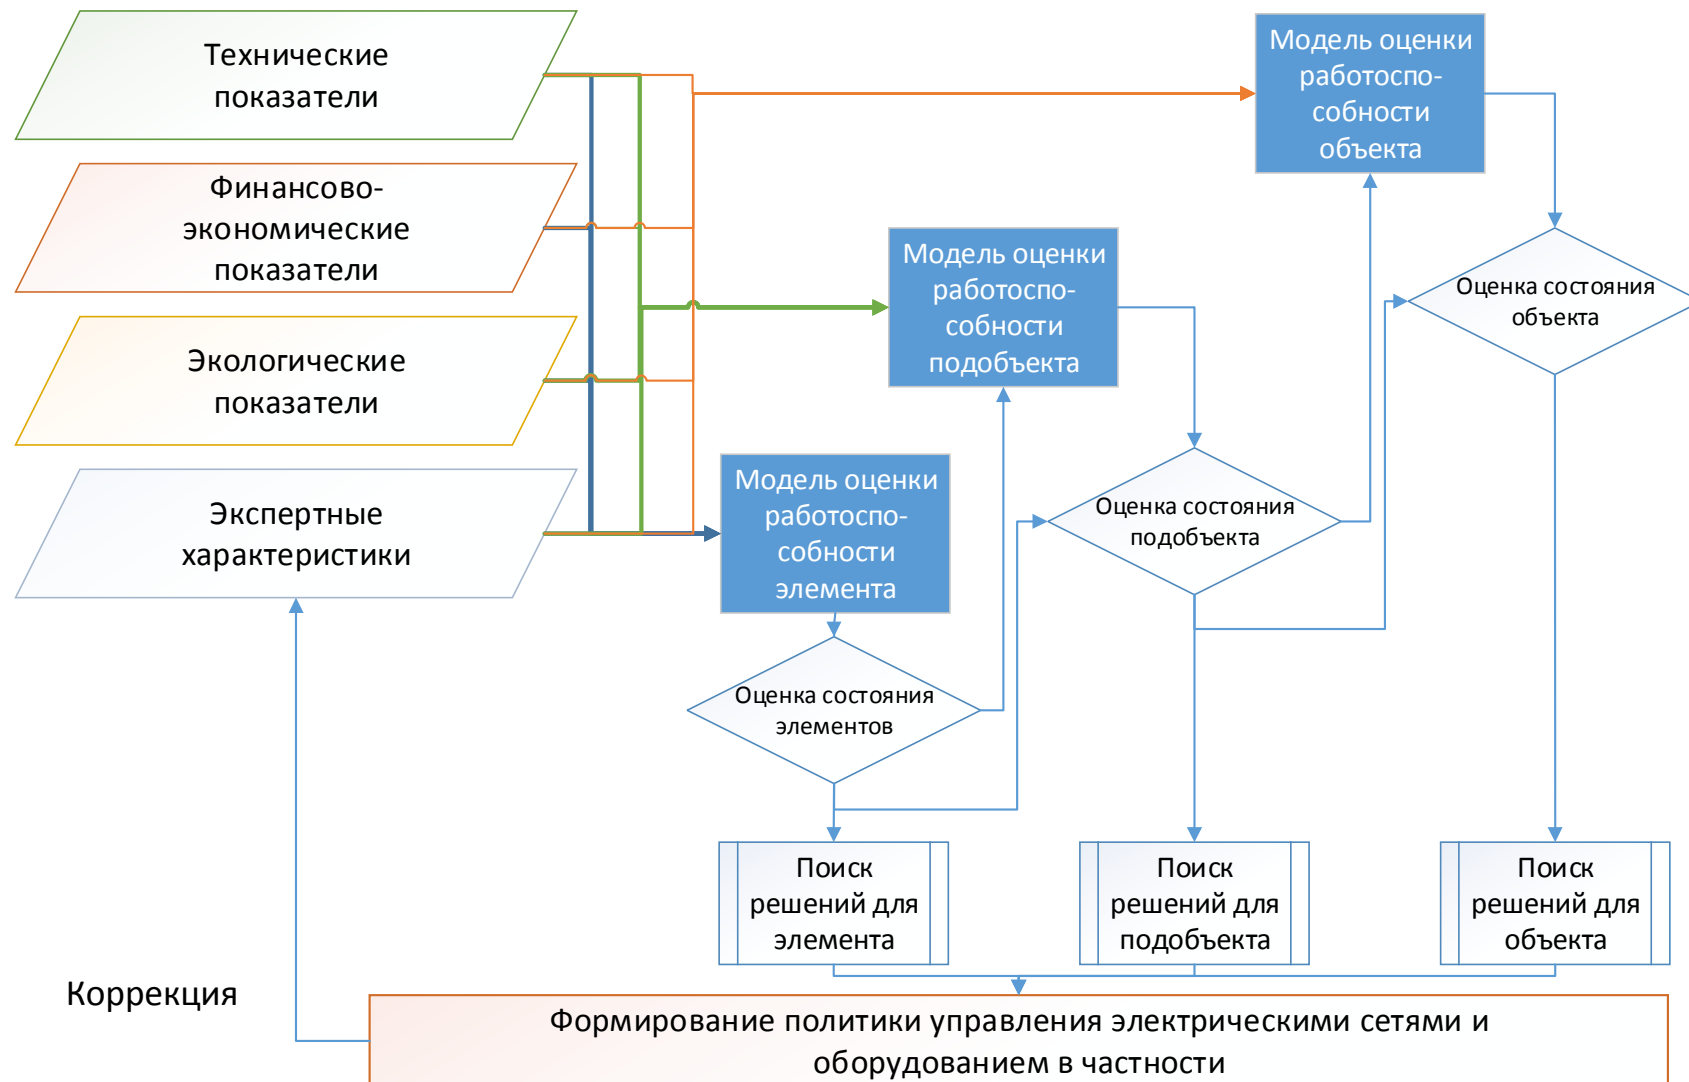 Технические
показатели
Финансово-
экономические
показатели
Экологические
показатели
Экспертные
характеристики
Модель оценки
работоспо-
собности
объекта
Модель оценки
работоспо-
собности
подобъекта
Модель оценки
работоспо-
собности
элемента
Оценка состояния
объекта
Оценка состояния
подобъекта
Оценка состояния
элементов
Поиск
решений для
элемента
Поиск
решений для
подобъекта
Поиск
решений для
объекта
Коррекция
Формирование политики управления электрическими сетями и
оборудованием в частности